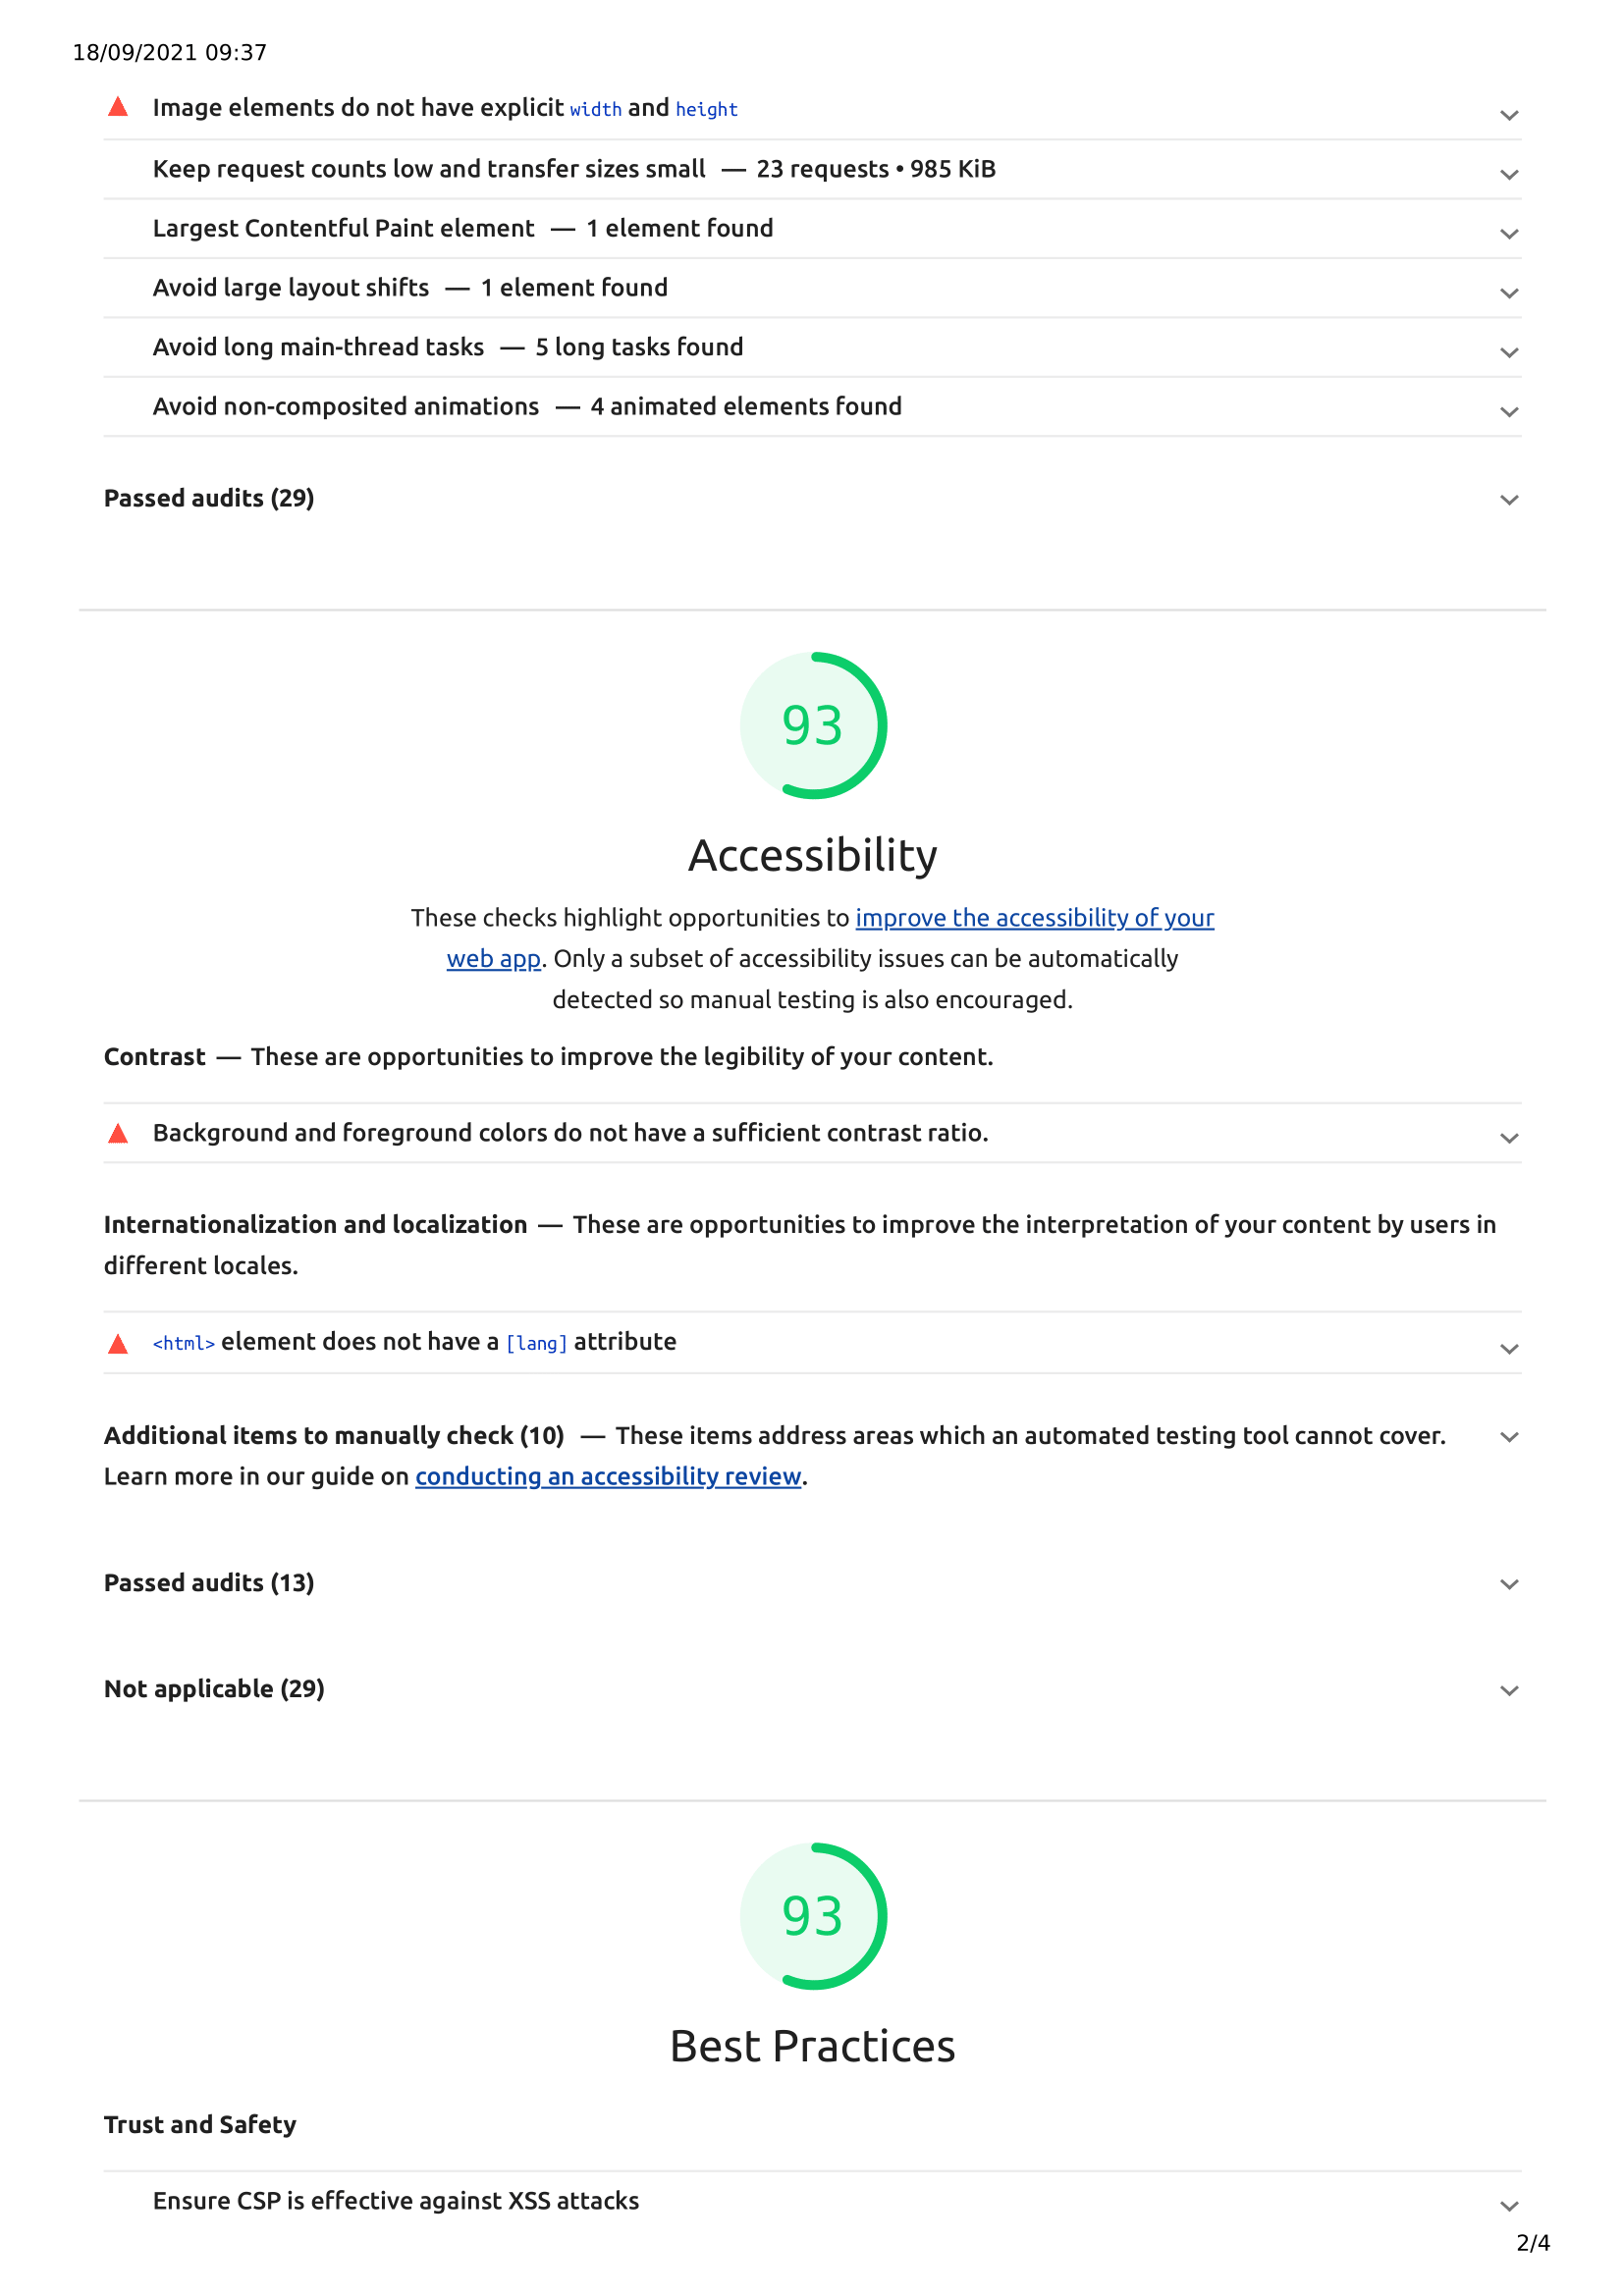 18/09/2021 09:37
Image elements do not have explicit width and height
Keep request counts low and transfer sizes small — 23 requests • 985 KiB
Largest Contentful Paint element — 1 element found
Avoid large layout shifts — 1 element found
Avoid long main-thread tasks — 5 long tasks found
Avoid non-composited animations — 4 animated elements found
Passed audits (29)
93
Accessibility
These checks highlight opportunities to improve the accessibility of your
web app. Only a subset of accessibility issues can be automatically
detected so manual testing is also encouraged.
Contrast — These are opportunities to improve the legibility of your content.
Background and foreground colors do not have a sufficient contrast ratio.
Internationalization and localization — These are opportunities to improve the interpretation of your content by users in
different locales.
<html> element does not have a [lang] attribute
Additional items to manually check (10) — These items address areas which an automated testing tool cannot cover.
Learn more in our guide on conducting an accessibility review.
Passed audits (13)
Not applicable (29)
93
Best Practices
Trust and Safety
Ensure CSP is effective against XSS attacks
2/4